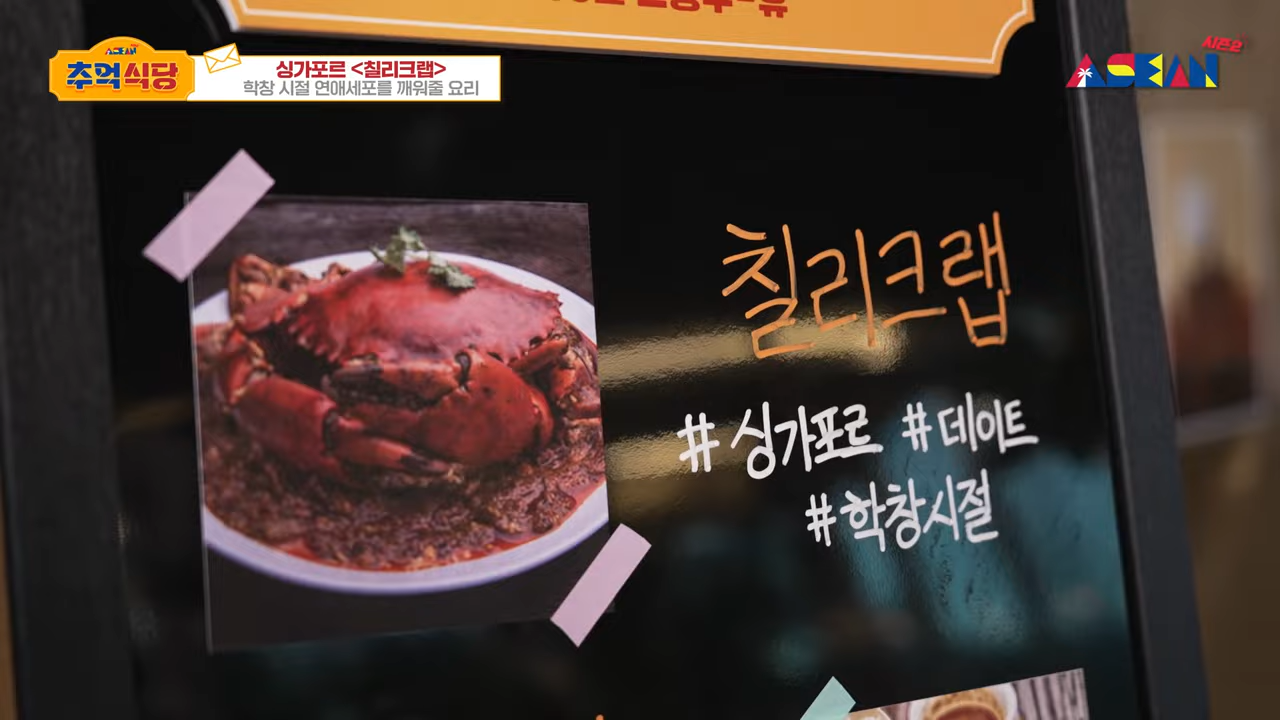 ASEAN
추억식당
싱가포르 <칠리크랩>
학창 시절 연애세포를 깨워줄 요리
시즌2
ASEAN
칠리크랩
# 싱가포르 # 데이트
# 학창시절